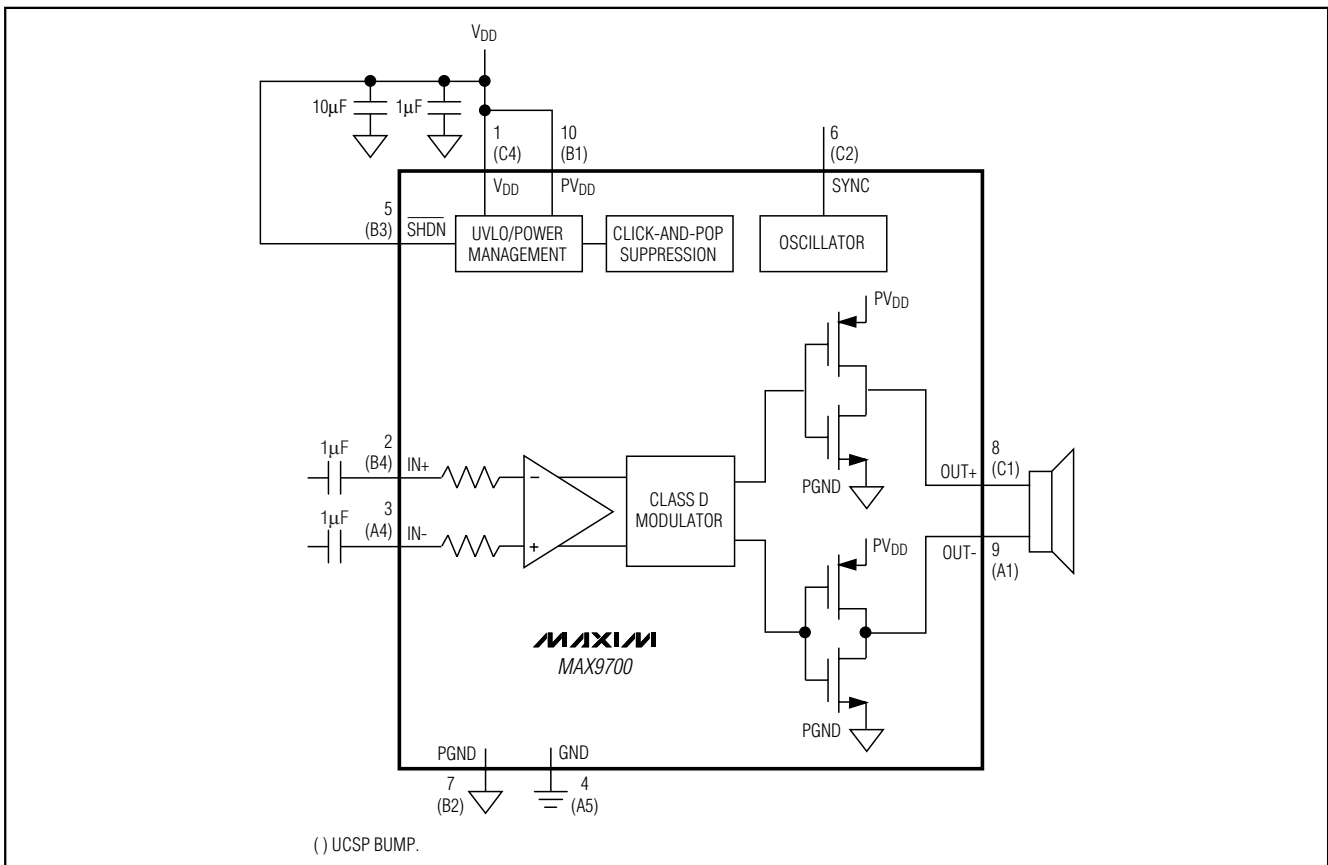 VDD
10µF
1µF
1
(C4)
10
(B1)
6
(C2)
VDD
PVDD
SYNC
5
(B3)
SHDN
UVLO/POWER
MANAGEMENT
CLICK-AND-POP
SUPPRESSION
OSCILLATOR
PVDD
1µF
2
(B4)
IN+
1µF
3
(A4)
IN-
−
+
CLASS D
MODULATOR
PGND
OUT+
8
(C1)
PVDD
OUT-
9
(A1)
MAXIM
MAX9700
PGND
PGND
GND
7
(B2)
4
(A5)
( ) UCSP BUMP.